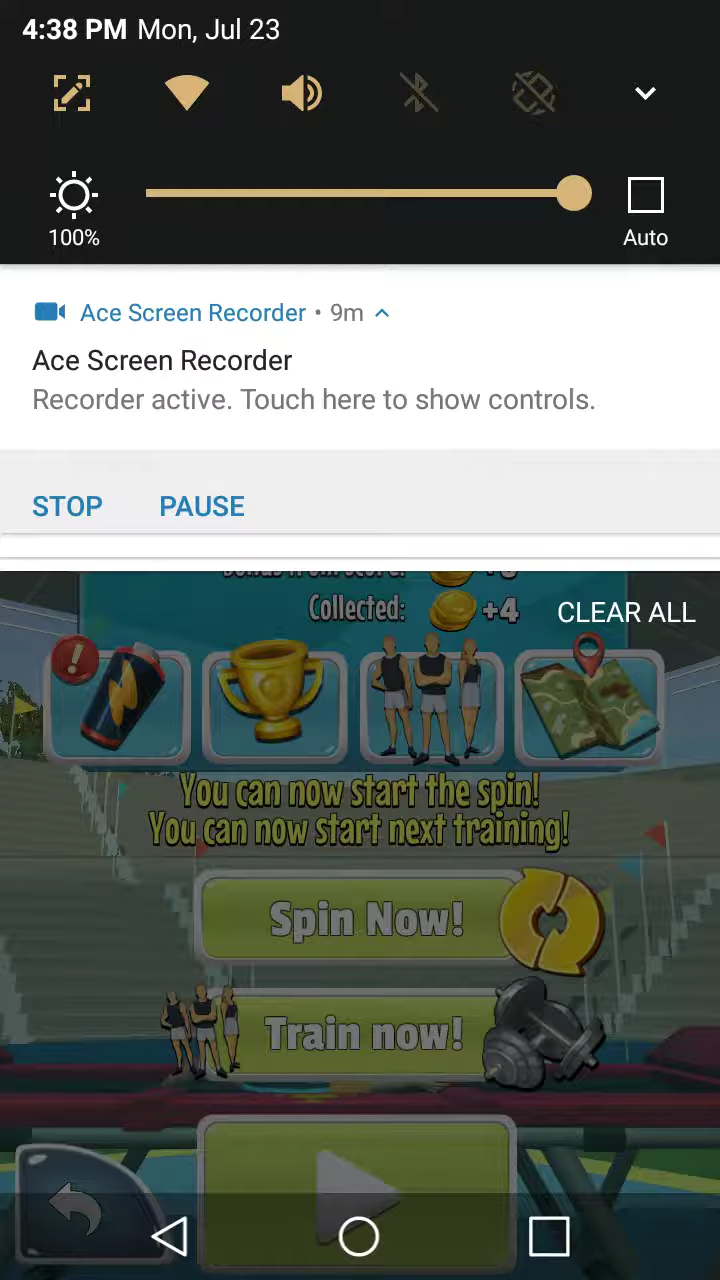 4:38 PM Mon, Jul 23
100%
Auto
Ace Screen Recorder • 9m
Ace Screen Recorder
Recorder active. Touch here to show controls.
STOP PAUSE
Collected: +4
CLEAR ALL
You can now start the spin!
You can now start next training!
Spin Now!
Train now!